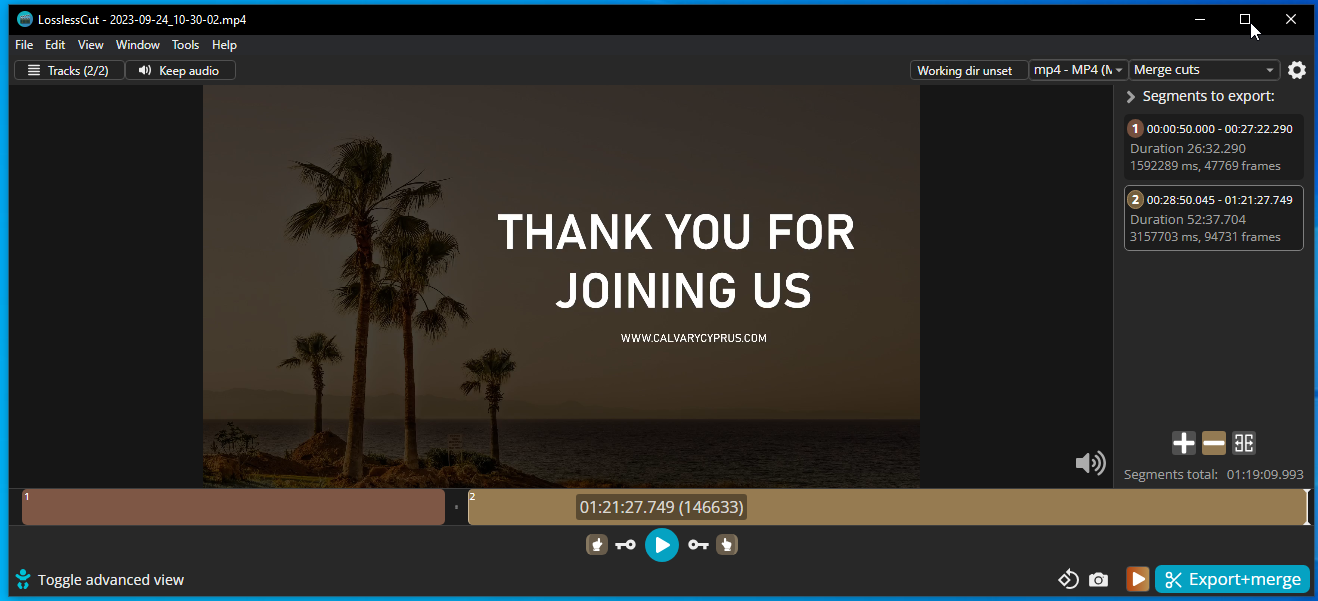 LosslessCut - 2023-09-24_10-30-02.mp4
File Edit View Window Tools Help
Tracks (2/2) Keep audio Working dir unset mp4 - MP4 (M Merge cuts
Segments to export:
1 00:00:50.000 - 00:27:22.290
Duration 26:32.290
1592289 ms, 47769 frames
2 00:28:50.045 - 01:21:27.749
Duration 52:37.704
3157703 ms, 94731 frames
THANK YOU FOR
JOINING US
WWW.CALVARYCYPRUS.COM
Segments total: 01:19:09.993
1 2
01:21:27.749 (146633)
Toggle advanced view Export+merge